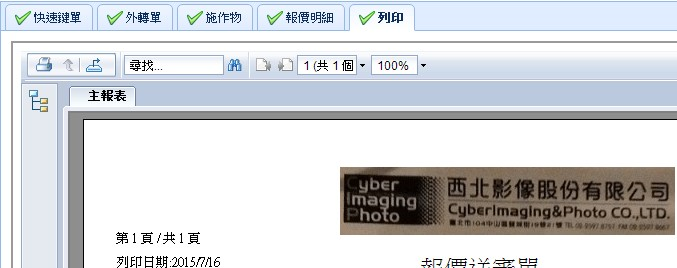 快速鍵單 外轉單 施作物 報價明細 列印
尋找... 1 (共 1 個 100%
主報表
Cyber
Imaging
Photo
西北影像股份有限公司
CyberImaging&Photo CO.,LTD.
第1頁/共1頁
列印日期:2015/7/16